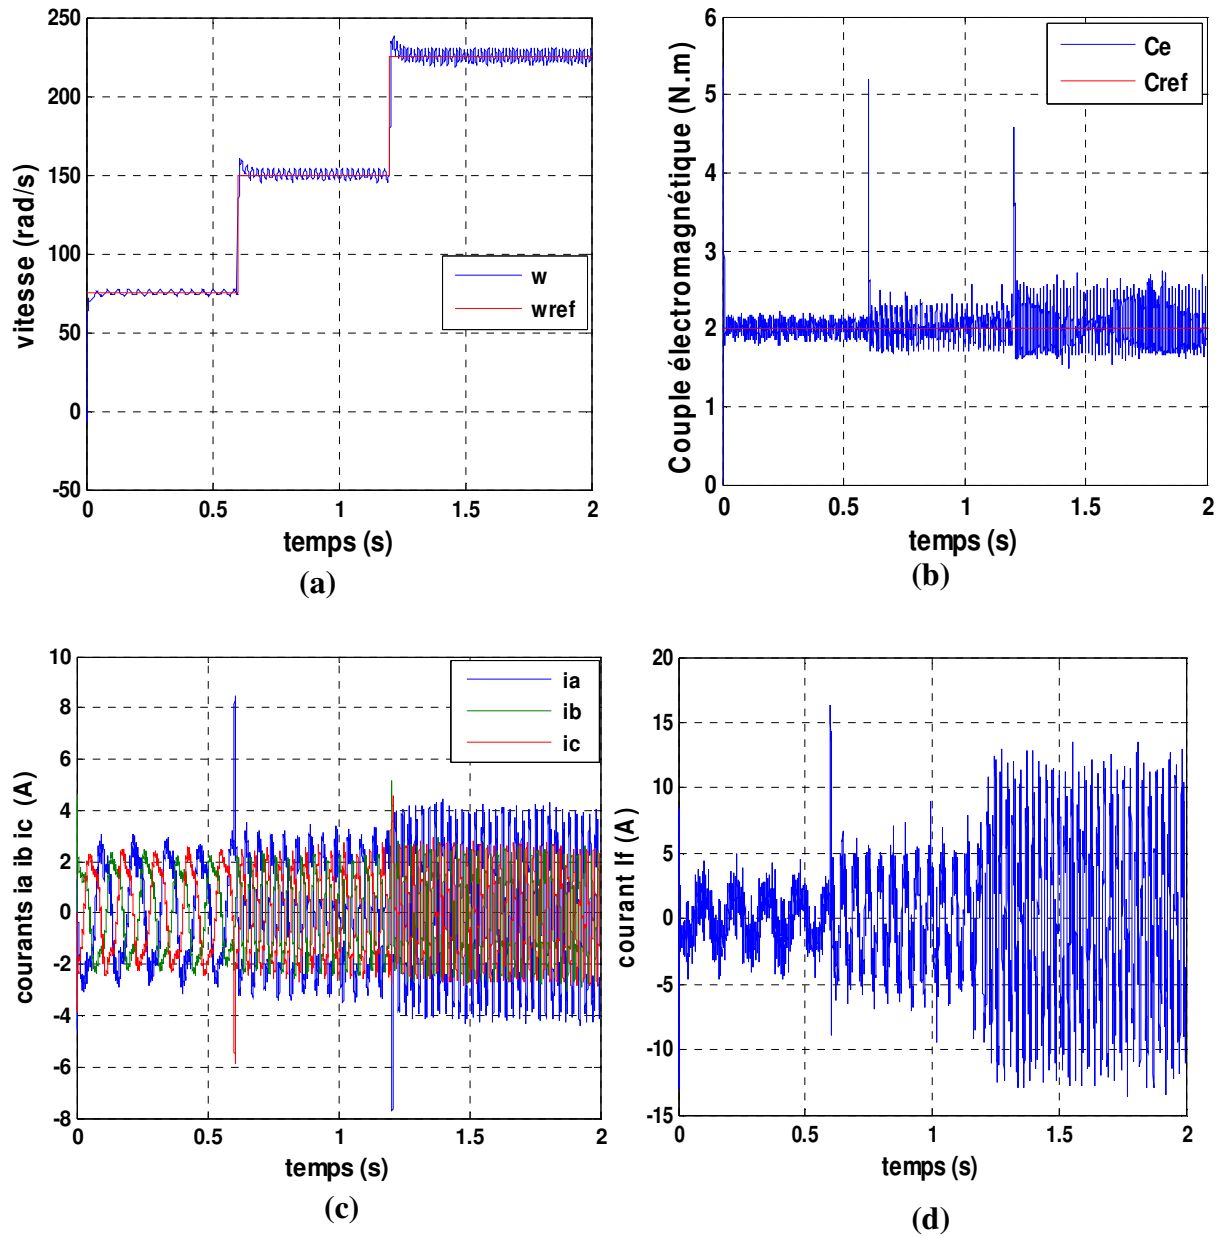 250
200
150
100
50
0
-50
vitesse (rad/s)
w
wref
0
0.5
1
1.5
2
temps (s)
(a)
6
5
4
3
2
1
0
Couple électromagnétique (N.m)
Ce
Cref
0
0.5
1
1.5
2
temps (s)
(b)
10
8
6
4
2
0
-2
-4
-6
-8
courants ia ib ic (A)
ia
ib
ic
0
0.5
1
1.5
2
temps (s)
(c)
20
15
10
5
0
-5
-10
-15
courant If (A)
0
0.5
1
1.5
2
temps (s)
(d)